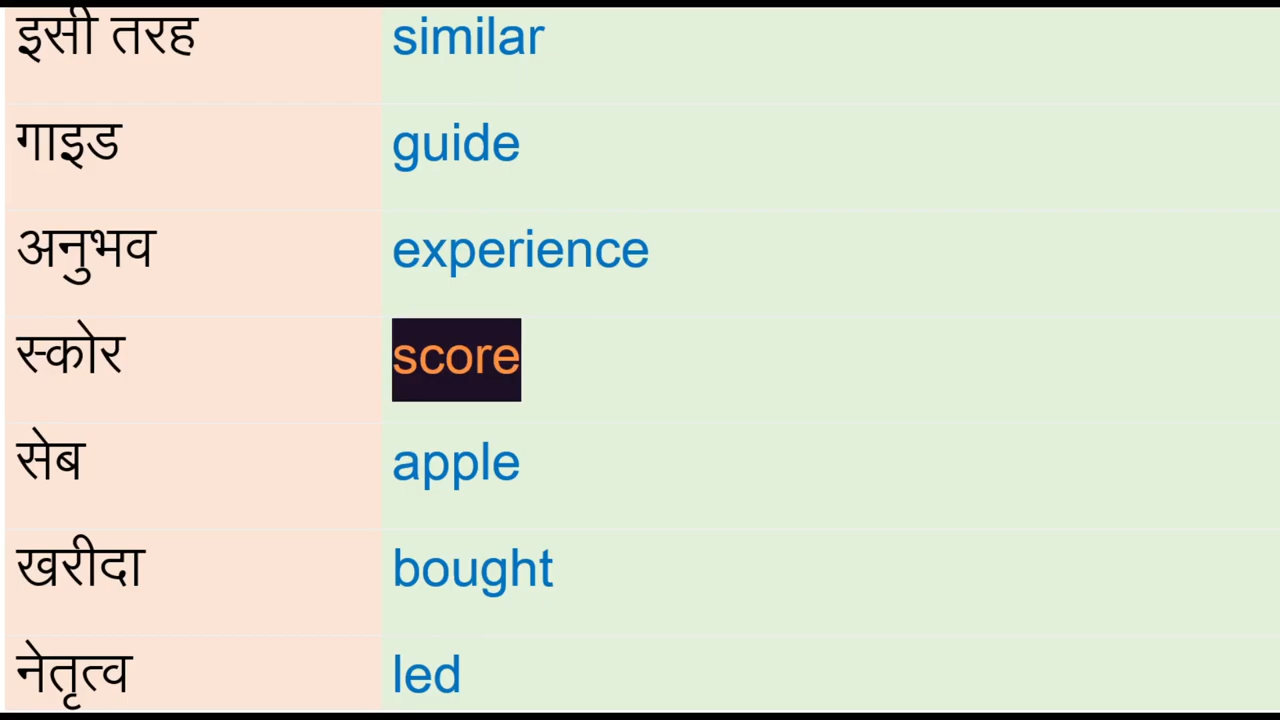 इसी तरह similar
गाइड guide
अनुभव experience
स्कोर score
सेब apple
खरीदा bought
नेतृत्व led